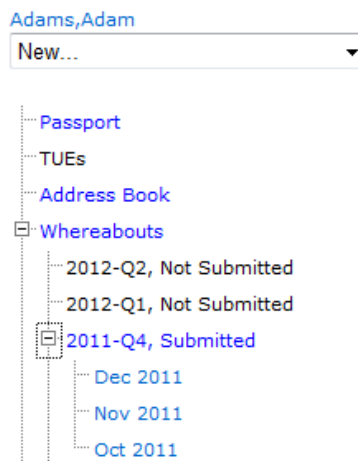 Adams,Adam
New...
Passport
TUEs
Address Book
Whereabouts
2012-Q2, Not Submitted
2012-Q1, Not Submitted
2011-Q4, Submitted
Dec 2011
Nov 2011
Oct 2011